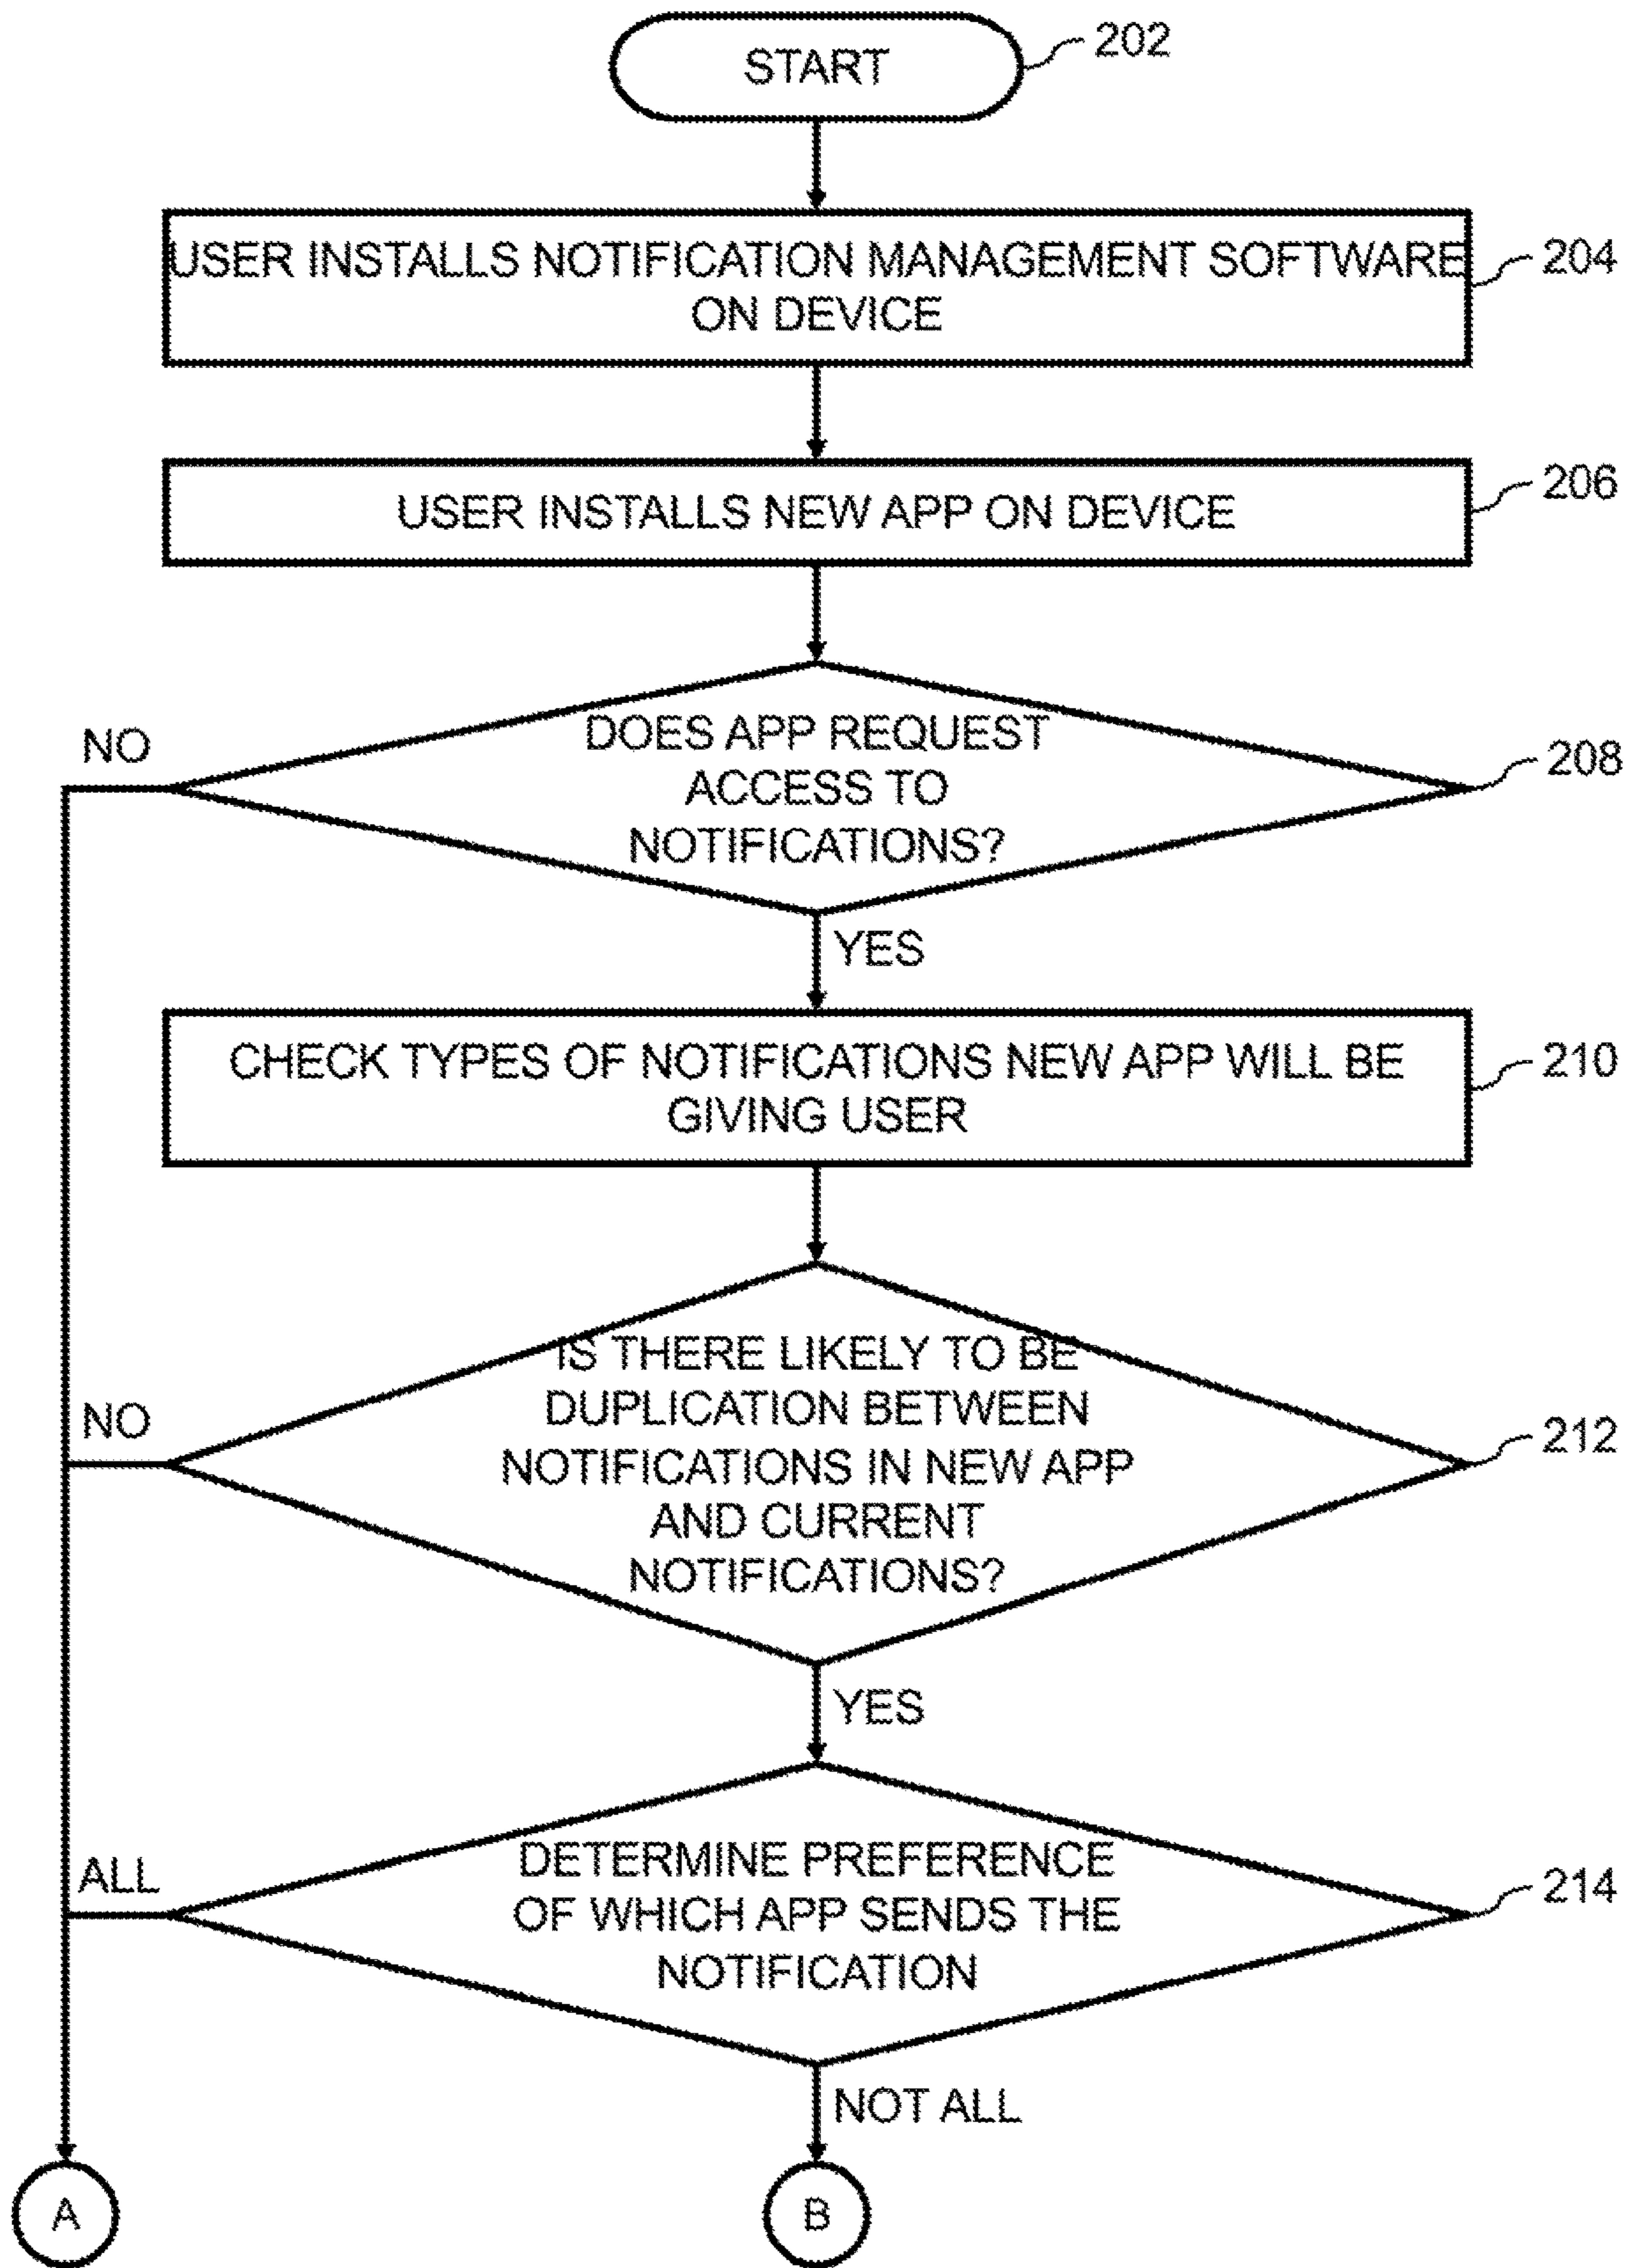 START
202
USER INSTALLS NOTIFICATION MANAGEMENT SOFTWARE
ON DEVICE
204
USER INSTALLS NEW APP ON DEVICE
206
DOES APP REQUEST
ACCESS TO
NOTIFICATIONS?
208
NO
YES
CHECK TYPES OF NOTIFICATIONS NEW APP WILL BE
GIVING USER
210
IS THERE LIKELY TO BE
DUPLICATION BETWEEN
NOTIFICATIONS IN NEW APP
AND CURRENT
NOTIFICATIONS?
212
NO
YES
DETERMINE PREFERENCE
OF WHICH APP SENDS THE
NOTIFICATION
214
ALL
NOT ALL
A
B